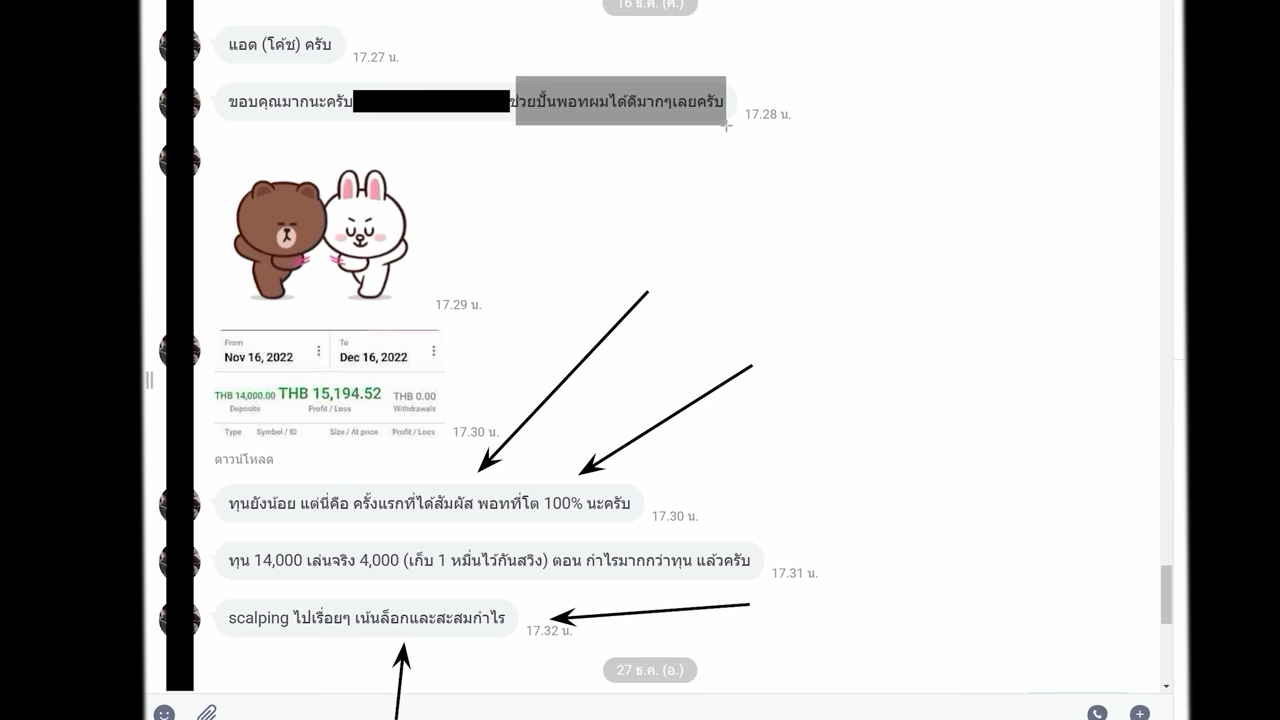 16 ธ.ค. (ศ.)
แอด (โค้ช) ครับ
17.27 น.
ขอบคุณมากนะครับ ช่วยปั้นพอทผมได้ดีมากๆเลยครับ
17.28 น.
17.29 น.
From To
Nov 16, 2022 Dec 16, 2022
THB 14,000.00 THB 15,194.52 THB 0.00
Deposits Profit / Loss Withdrawals
Type Symbol / ID Size / At price Profit / Loss
17.30 น.
ดาวน์โหลด
ทุนยังน้อย แต่นี่คือ ครั้งแรกที่ได้สัมผัส พอทที่โต 100% นะครับ
17.30 น.
ทุน 14,000 เล่นจริง 4,000 (เก็บ 1 หมื่นไว้กันสวิง) ตอน กำไรมากกว่าทุน แล้วครับ
17.31 น.
scalping ไปเรื่อยๆ เน้นล็อกและสะสมกำไร
17.32 น.
27 ธ.ค. (อ.)